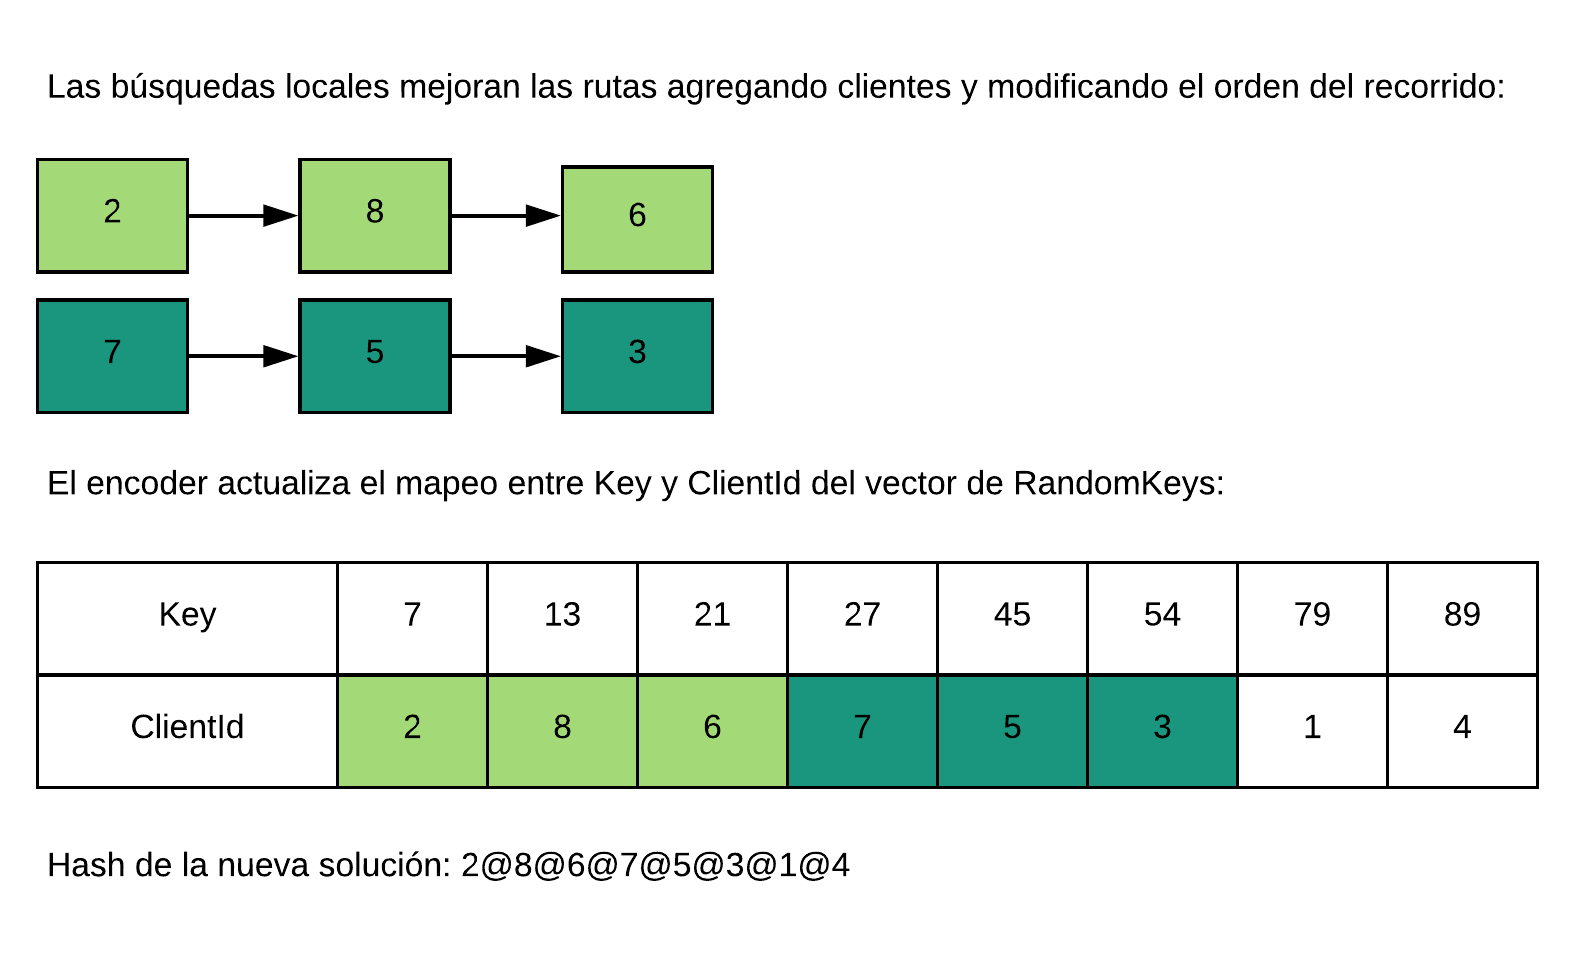 Las búsquedas locales mejoran las rutas agregando clientes y modificando el orden del recorrido:
2 8 6
7 5 3
El encoder actualiza el mapeo entre Key y ClientId del vector de RandomKeys:
Key 7 13 21 27 45 54 79 89
ClientId 2 8 6 7 5 3 1 4
Hash de la nueva solución: 2@8@6@7@5@3@1@4